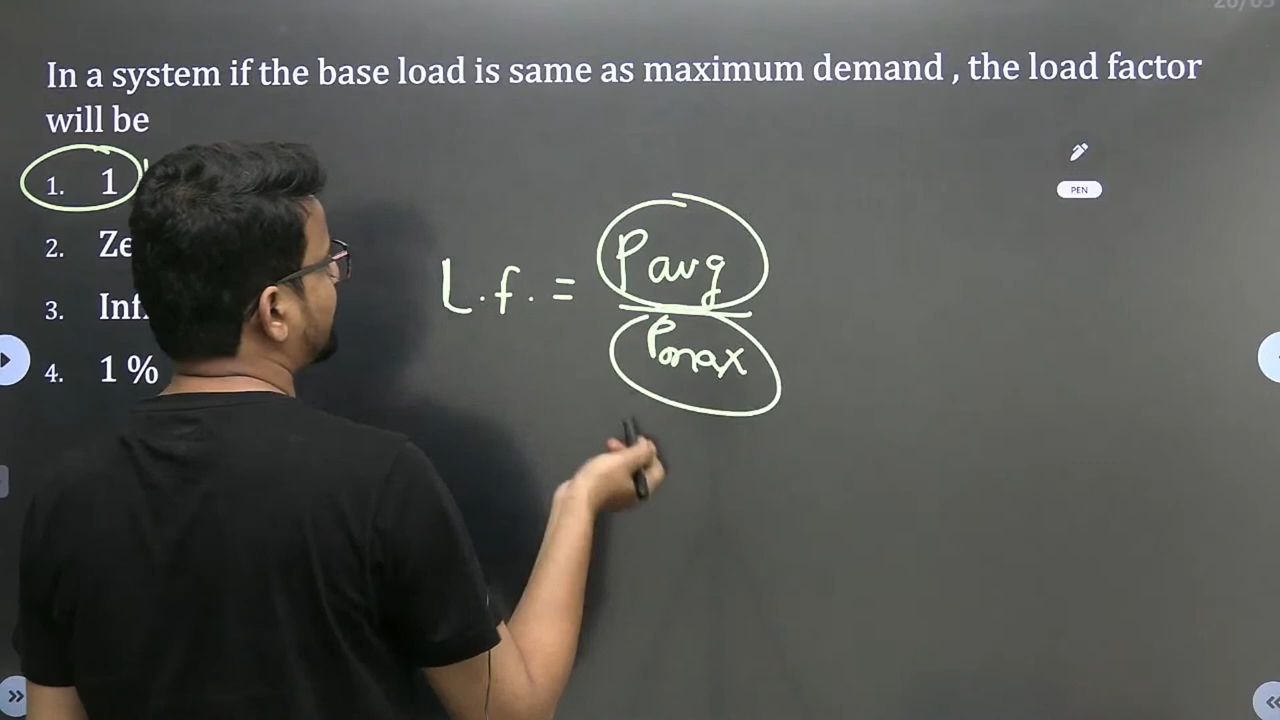 In a system if the base load is same as maximum demand , the load factor
will be
1. 1
2.
3.
4. 1 %
L.f. = Pavg
Pmax
PEN